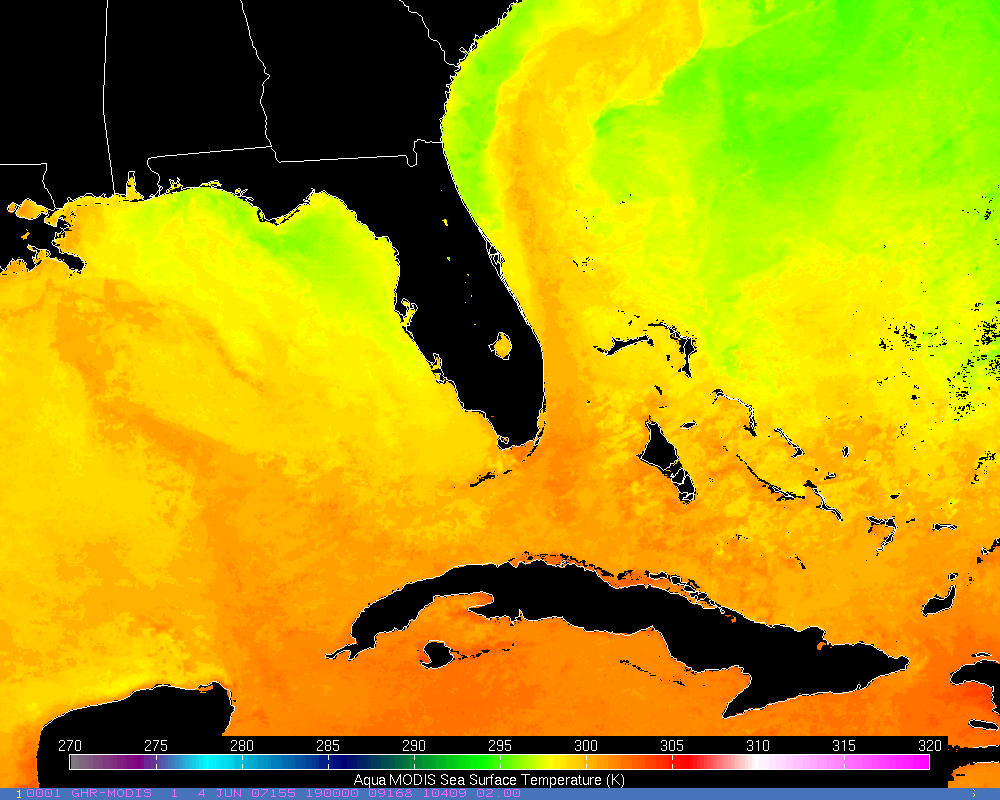 270 275 280 285 290 295 300 305 310 315 320
Aqua MODIS Sea Surface Temperature (K)
1 0001 GHR-MODIS 1 4 JUN 07155 190000 09168 10409 02.00 3